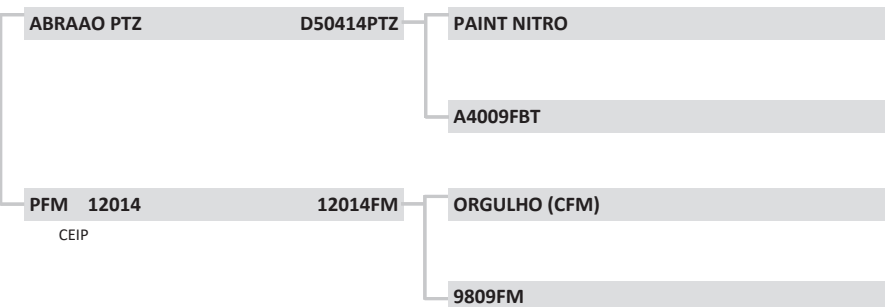 ABRAAO PTZ D50414PTZ PAINT NITRO
A4009FBT
PFM 12014 12014FM ORGULHO (CFM)
CEIP
9809FM